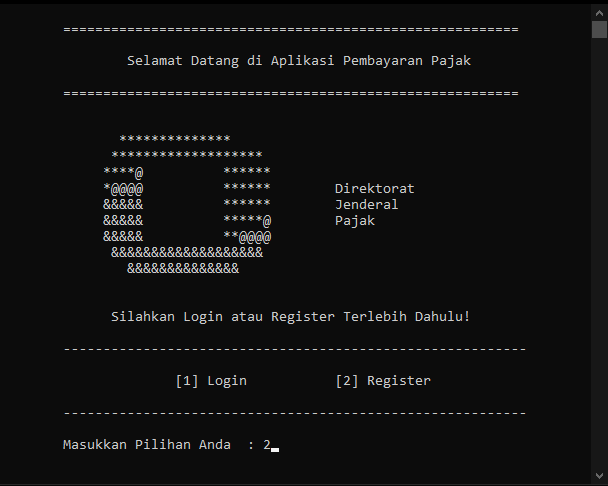 =========================================================
Selamat Datang di Aplikasi Pembayaran Pajak
=========================================================
**************
*******************
****@          ******
*@@@@          ******        Direktorat
&&&&&          ******        Jenderal
&&&&&          *****@        Pajak
&&&&&          **@@@@
&&&&&&&&&&&&&&&&&&&
&&&&&&&&&&&&&&
Silahkan Login atau Register Terlebih Dahulu!
----------------------------------------------------------
[1] Login           [2] Register
----------------------------------------------------------
Masukkan Pilihan Anda  : 2